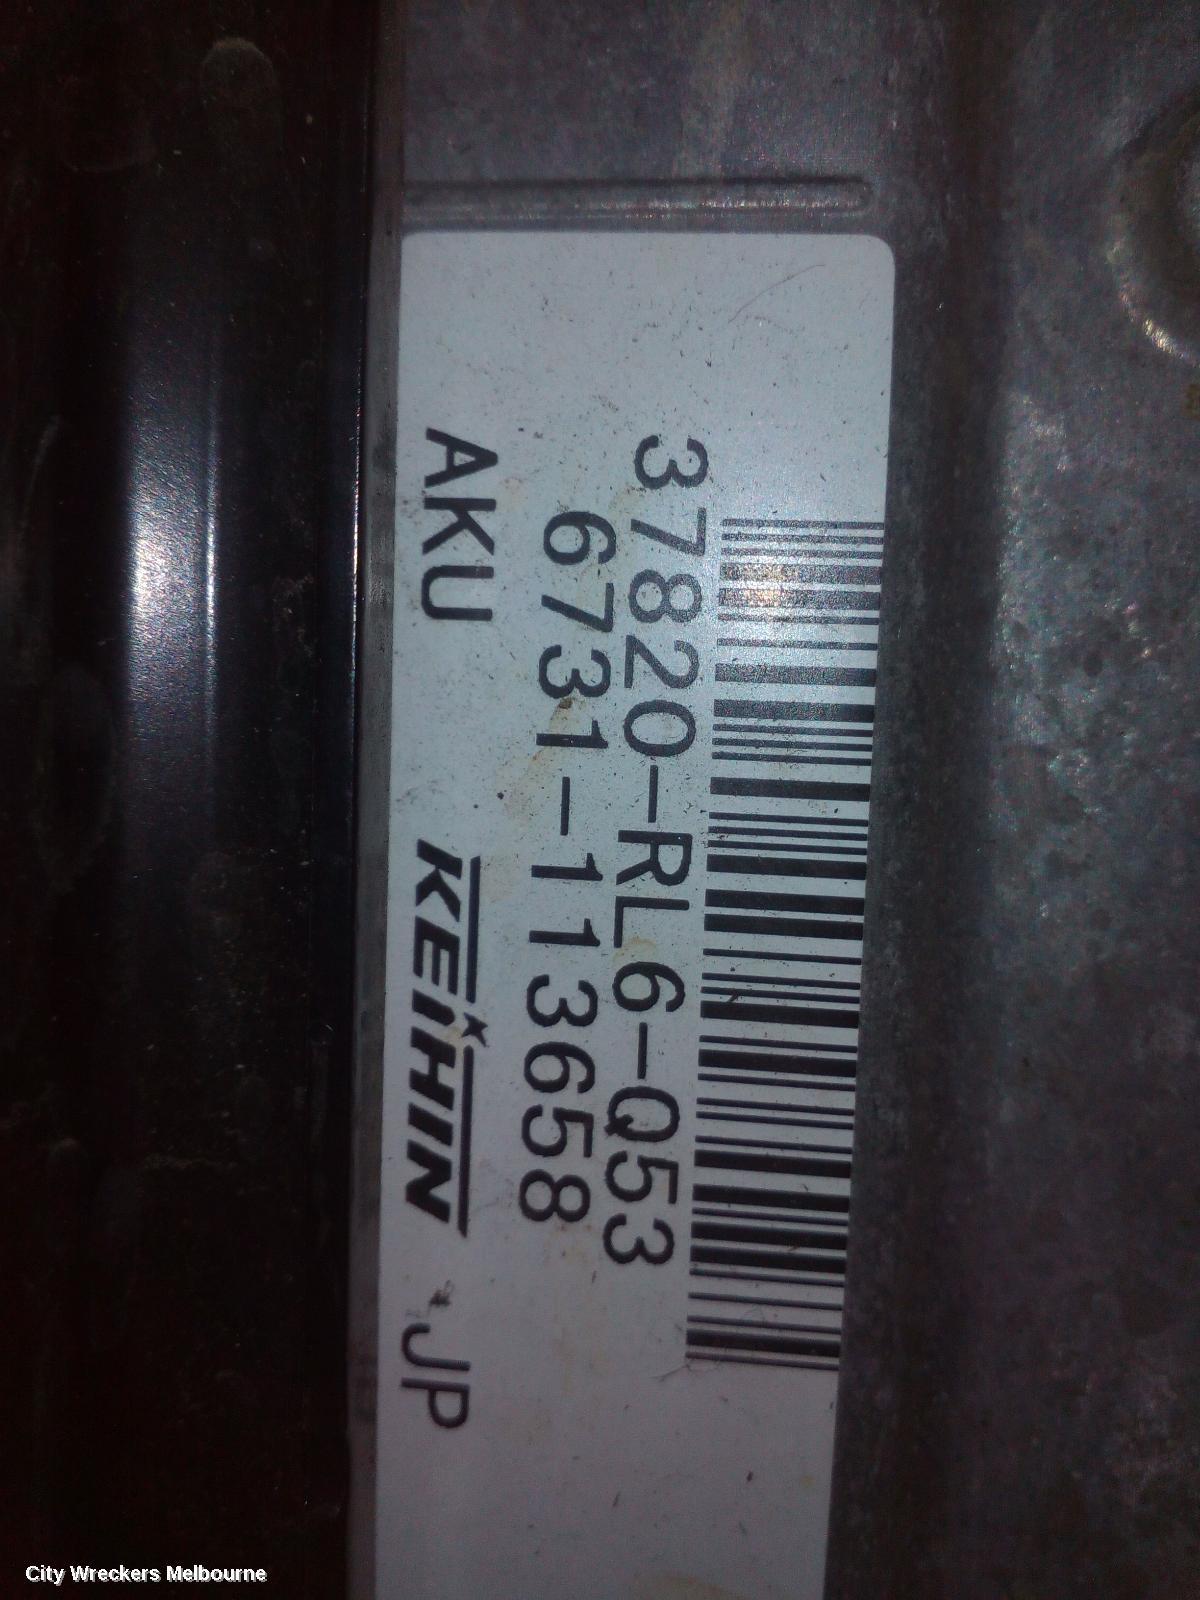 37820-RL6-Q53
6731-113658
AKU KEIHIN JP
City Wreckers Melbourne